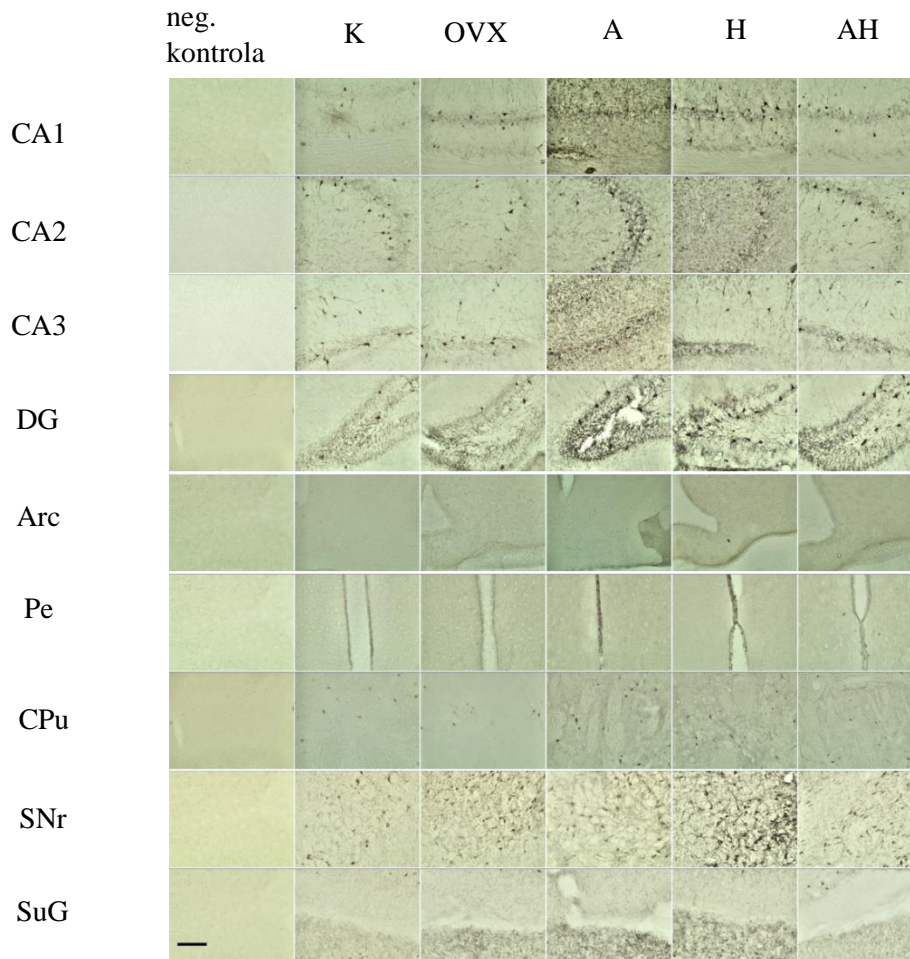 neg.
kontrola K OVX A H AH
CA1
CA2
CA3
DG
Arc
Pe
CPu
SNr
SuG